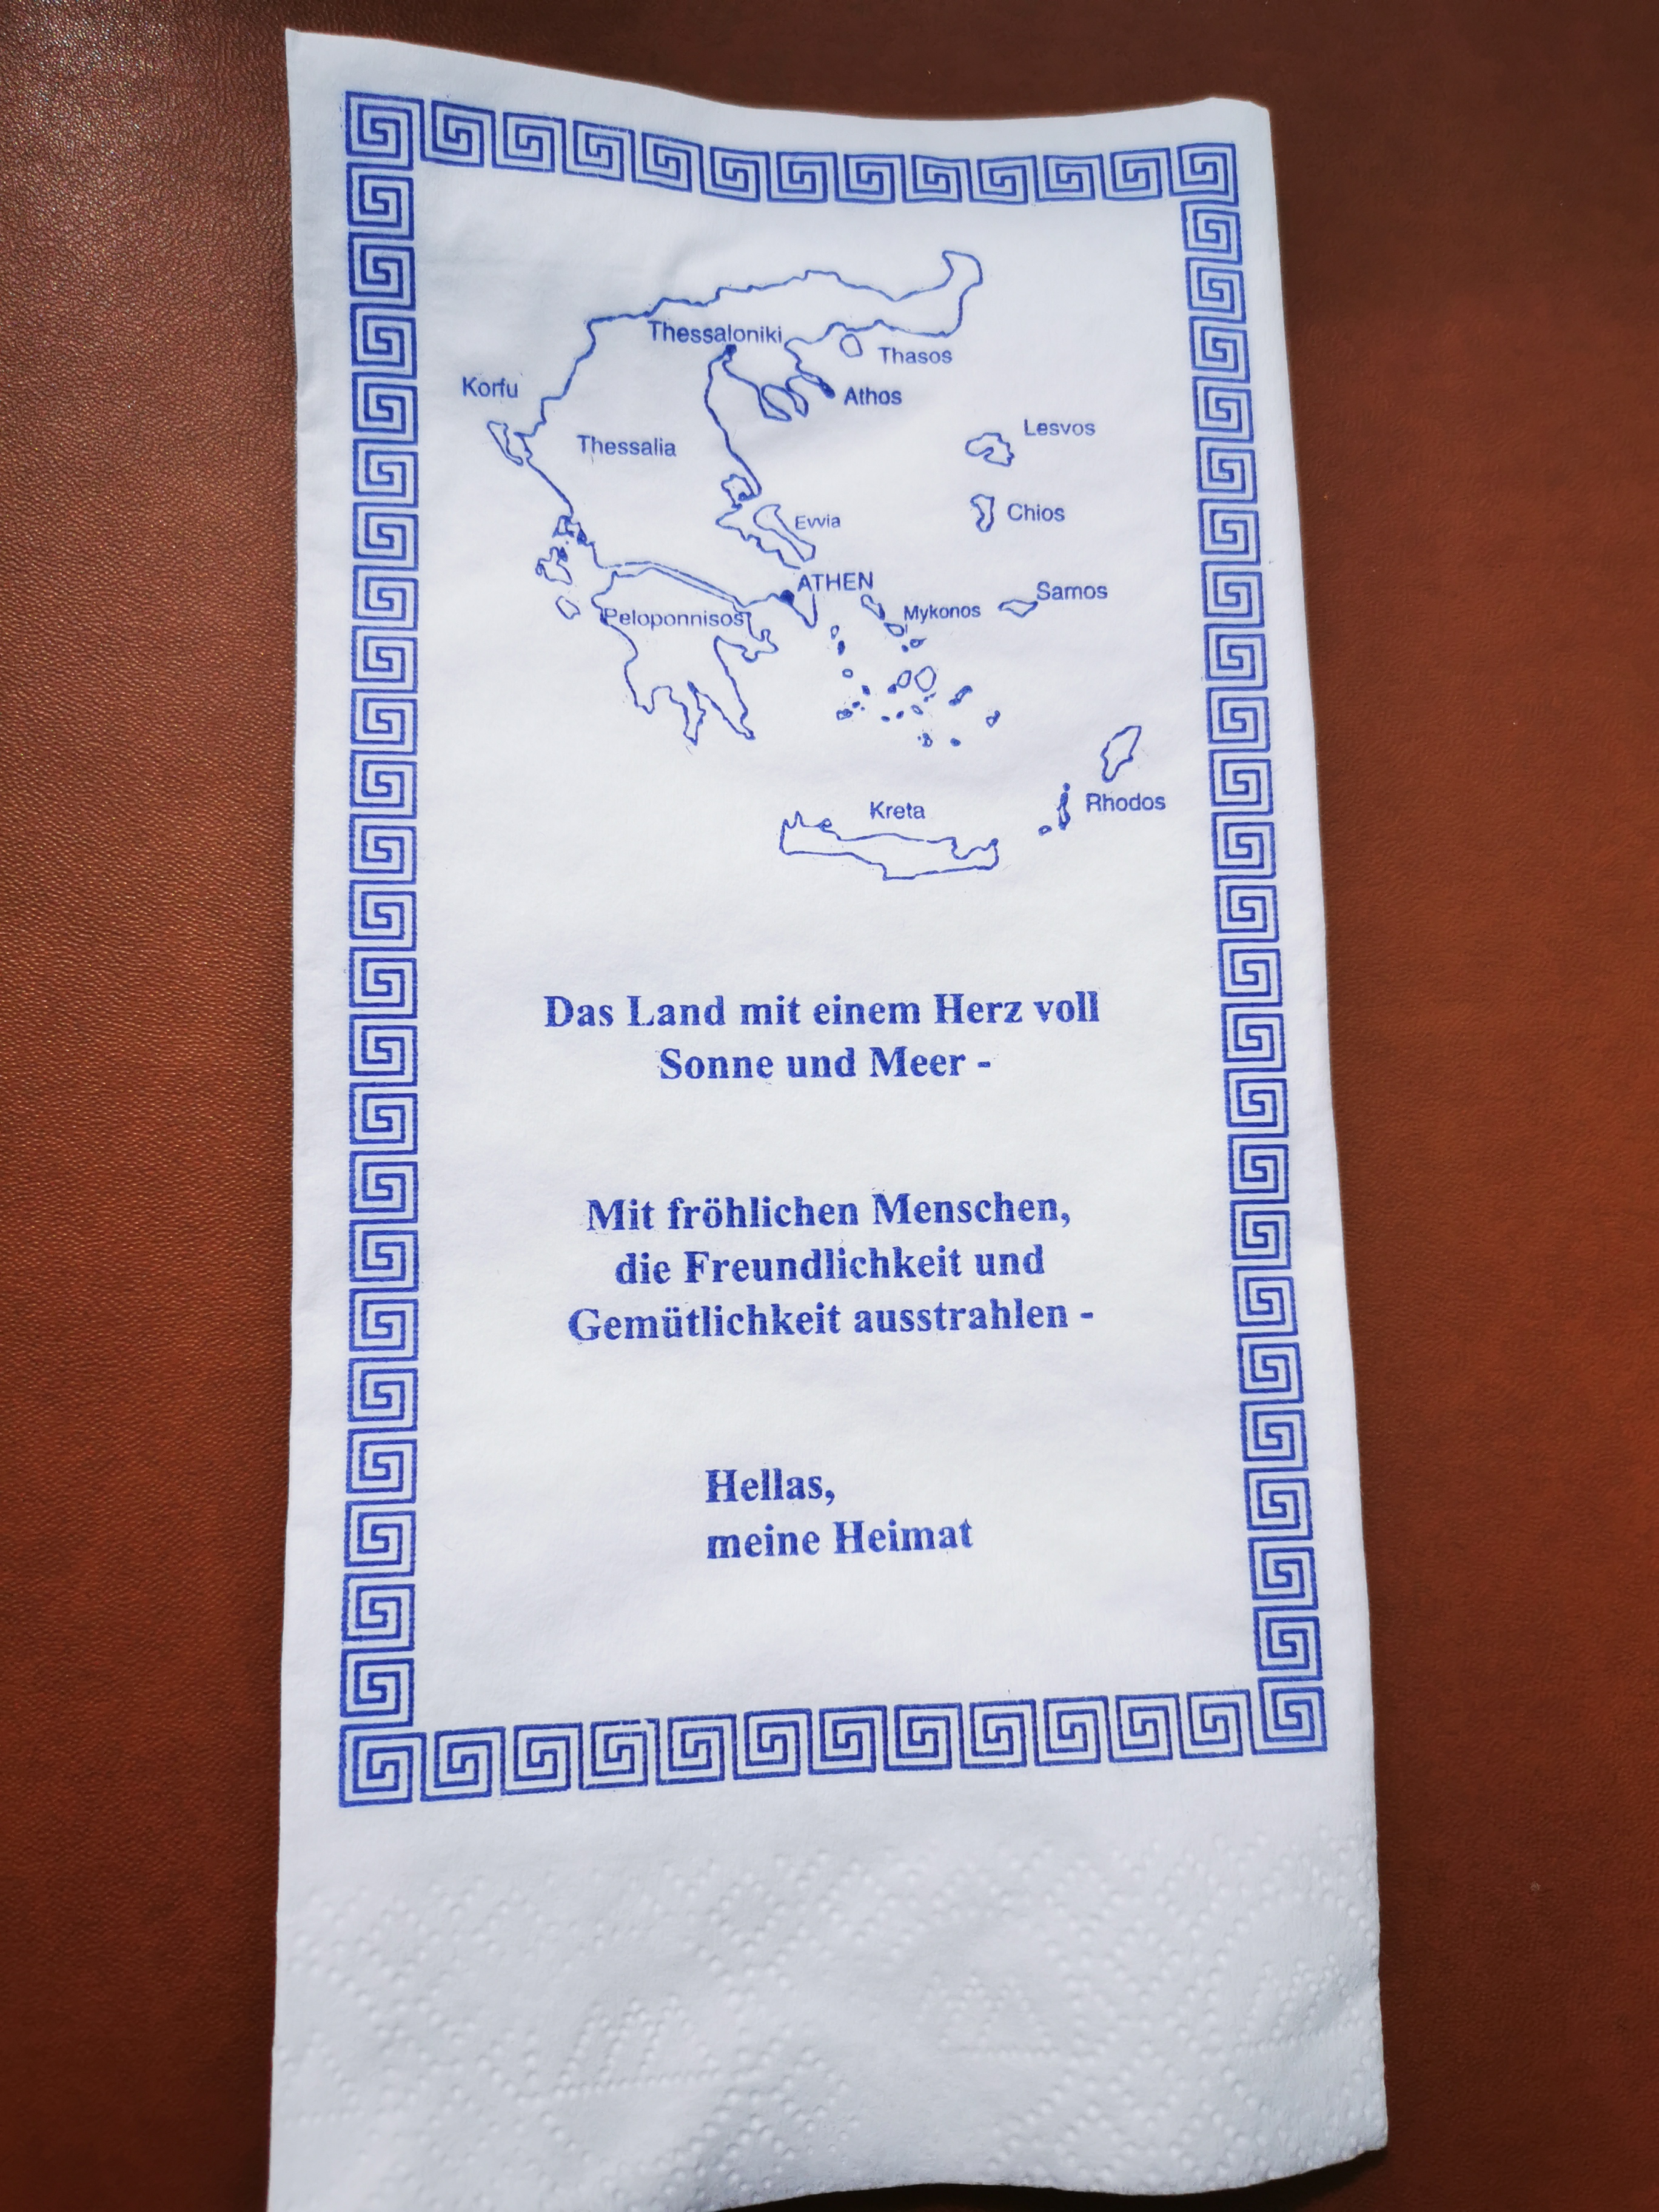 Thessaloniki
Thasos
Korfu
Athos
Lesvos
Thessalia
Chios
Evvia
ATHEN
Samos
Mykonos
Peloponnisos
Rhodos
Kreta
Das Land mit einem Herz voll
Sonne und Meer -
Mit fröhlichen Menschen,
die Freundlichkeit und
Gemütlichkeit ausstrahlen -
Hellas,
meine Heimat